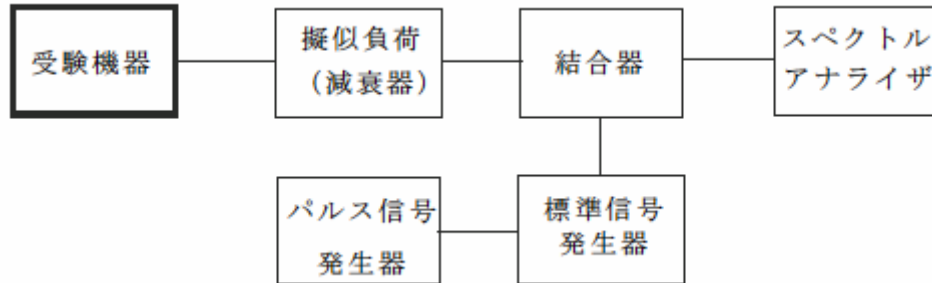 受験機器
擬似負荷
（減衰器）
結合器
スペクトル
アナライザ
パルス信号
発生器
標準信号
発生器